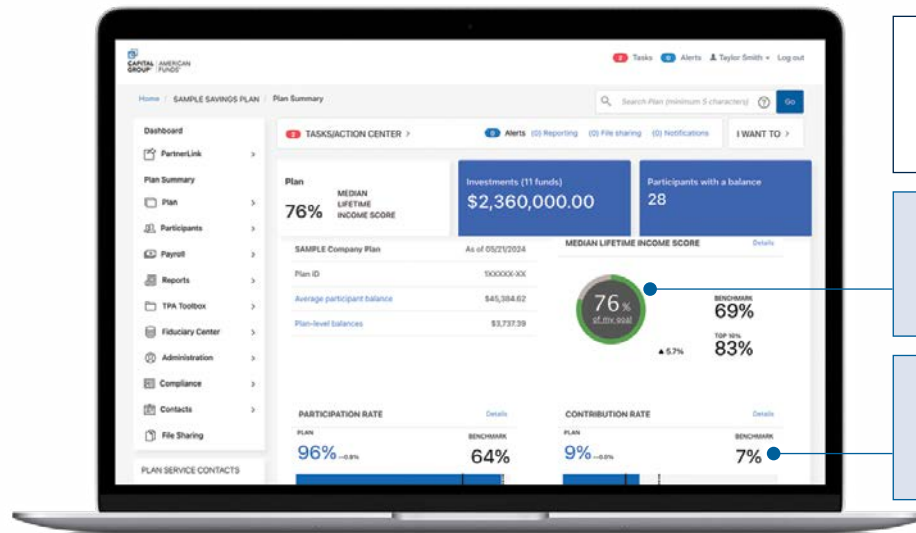 CAPITAL GROUP® | AMERICAN FUNDS®
2 Tasks 0 Alerts Taylor Smith Log out
Home / SAMPLE SAVINGS PLAN / Plan Summary
Search Plan (minimum 5 characters) ? Go
Dashboard
PartnerLink >
Plan Summary
Plan >
Participants >
Payroll >
Reports >
TPA Toolbox >
Fiduciary Center >
Administration >
Compliance >
Contacts >
File Sharing
PLAN SERVICE CONTACTS
2 TASKS/ACTION CENTER > 0 Alerts (0) Reporting (0) File sharing (0) Notifications I WANT TO >
Plan
76% MEDIAN LIFETIME INCOME SCORE
Investments (11 funds)
$2,360,000.00
Participants with a balance
28
SAMPLE Company Plan As of 05/21/2024
Plan ID 1XXXXX-XX
Average participant balance $45,384.62
Plan-level balances $3,737.39
MEDIAN LIFETIME INCOME SCORE Details
76%
of my goal
BENCHMARK
69%
TOP 10%
▲ 5.7% 83%
PARTICIPATION RATE Details
PLAN BENCHMARK
96% 64%
CONTRIBUTION RATE Details
PLAN BENCHMARK
9% 7%